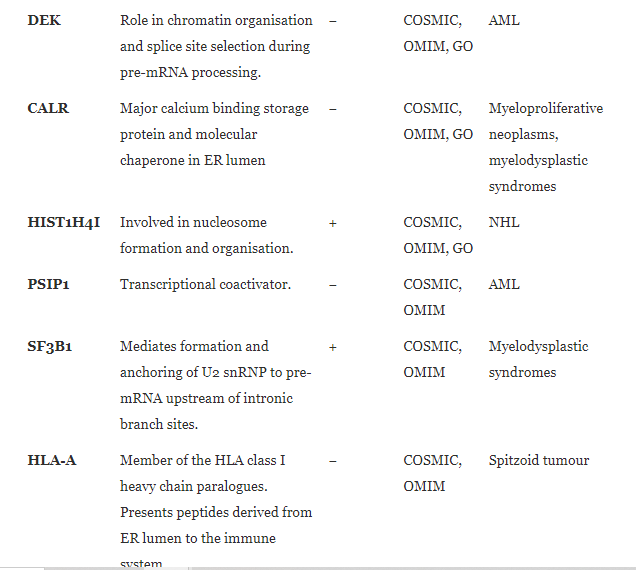 DEK Role in chromatin organisation – COSMIC, AML
and splice site selection during OMIM, GO
pre-mRNA processing.
CALR Major calcium binding storage – COSMIC, Myeloproliferative
protein and molecular OMIM, GO neoplasms,
chaperone in ER lumen myelodysplastic
syndromes
HIST1H4I Involved in nucleosome + COSMIC, NHL
formation and organisation. OMIM, GO
PSIP1 Transcriptional coactivator. – COSMIC, AML
OMIM
SF3B1 Mediates formation and + COSMIC, Myelodysplastic
anchoring of U2 snRNP to pre- OMIM syndromes
mRNA upstream of intronic
branch sites.
HLA-A Member of the HLA class I – COSMIC, Spitzoid tumour
heavy chain paralogues. OMIM
Presents peptides derived from
ER lumen to the immune
system